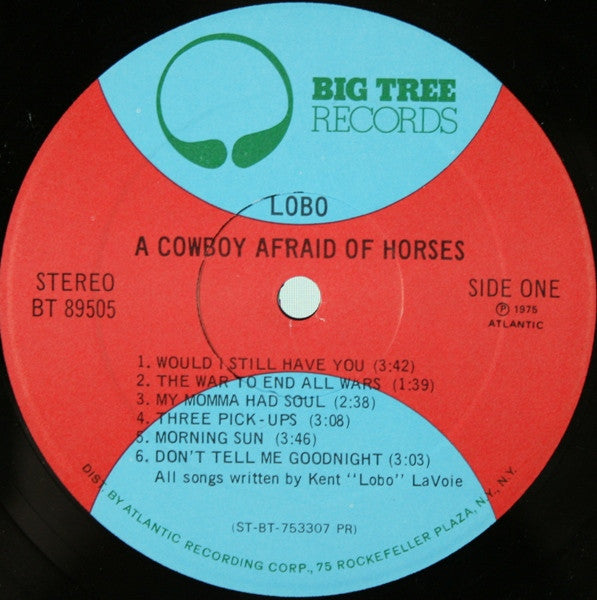 BIG TREE
RECORDS
LOBO
A COWBOY AFRAID OF HORSES
STEREO
BT 89505
SIDE ONE
Ⓟ 1975
ATLANTIC
1. WOULD I STILL HAVE YOU (3:42)
2. THE WAR TO END ALL WARS (1:39)
3. MY MOMMA HAD SOUL (2:38)
4. THREE PICK-UPS (3:08)
5. MORNING SUN (3:46)
6. DON'T TELL ME GOODNIGHT (3:03)
All songs written by Kent "Lobo" LaVoie
(ST-BT-753307 PR)
DIST BY ATLANTIC RECORDING CORP., 75 ROCKEFELLER PLAZA, N.Y., N.Y.